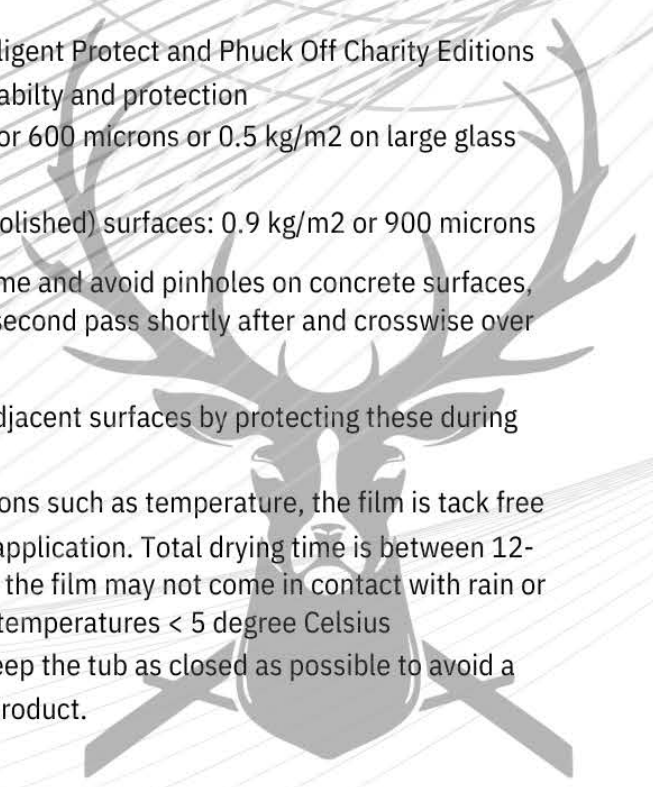 ligent Protect and Phuck Off Charity Editions
abilty and protection
or 600 microns or 0.5 kg/m2 on large glass
olished) surfaces: 0.9 kg/m2 or 900 microns
me and avoid pinholes on concrete surfaces,
second pass shortly after and crosswise over
djacent surfaces by protecting these during
ons such as temperature, the film is tack free
application. Total drying time is between 12-
the film may not come in contact with rain or
temperatures < 5 degree Celsius
eep the tub as closed as possible to avoid a
roduct.